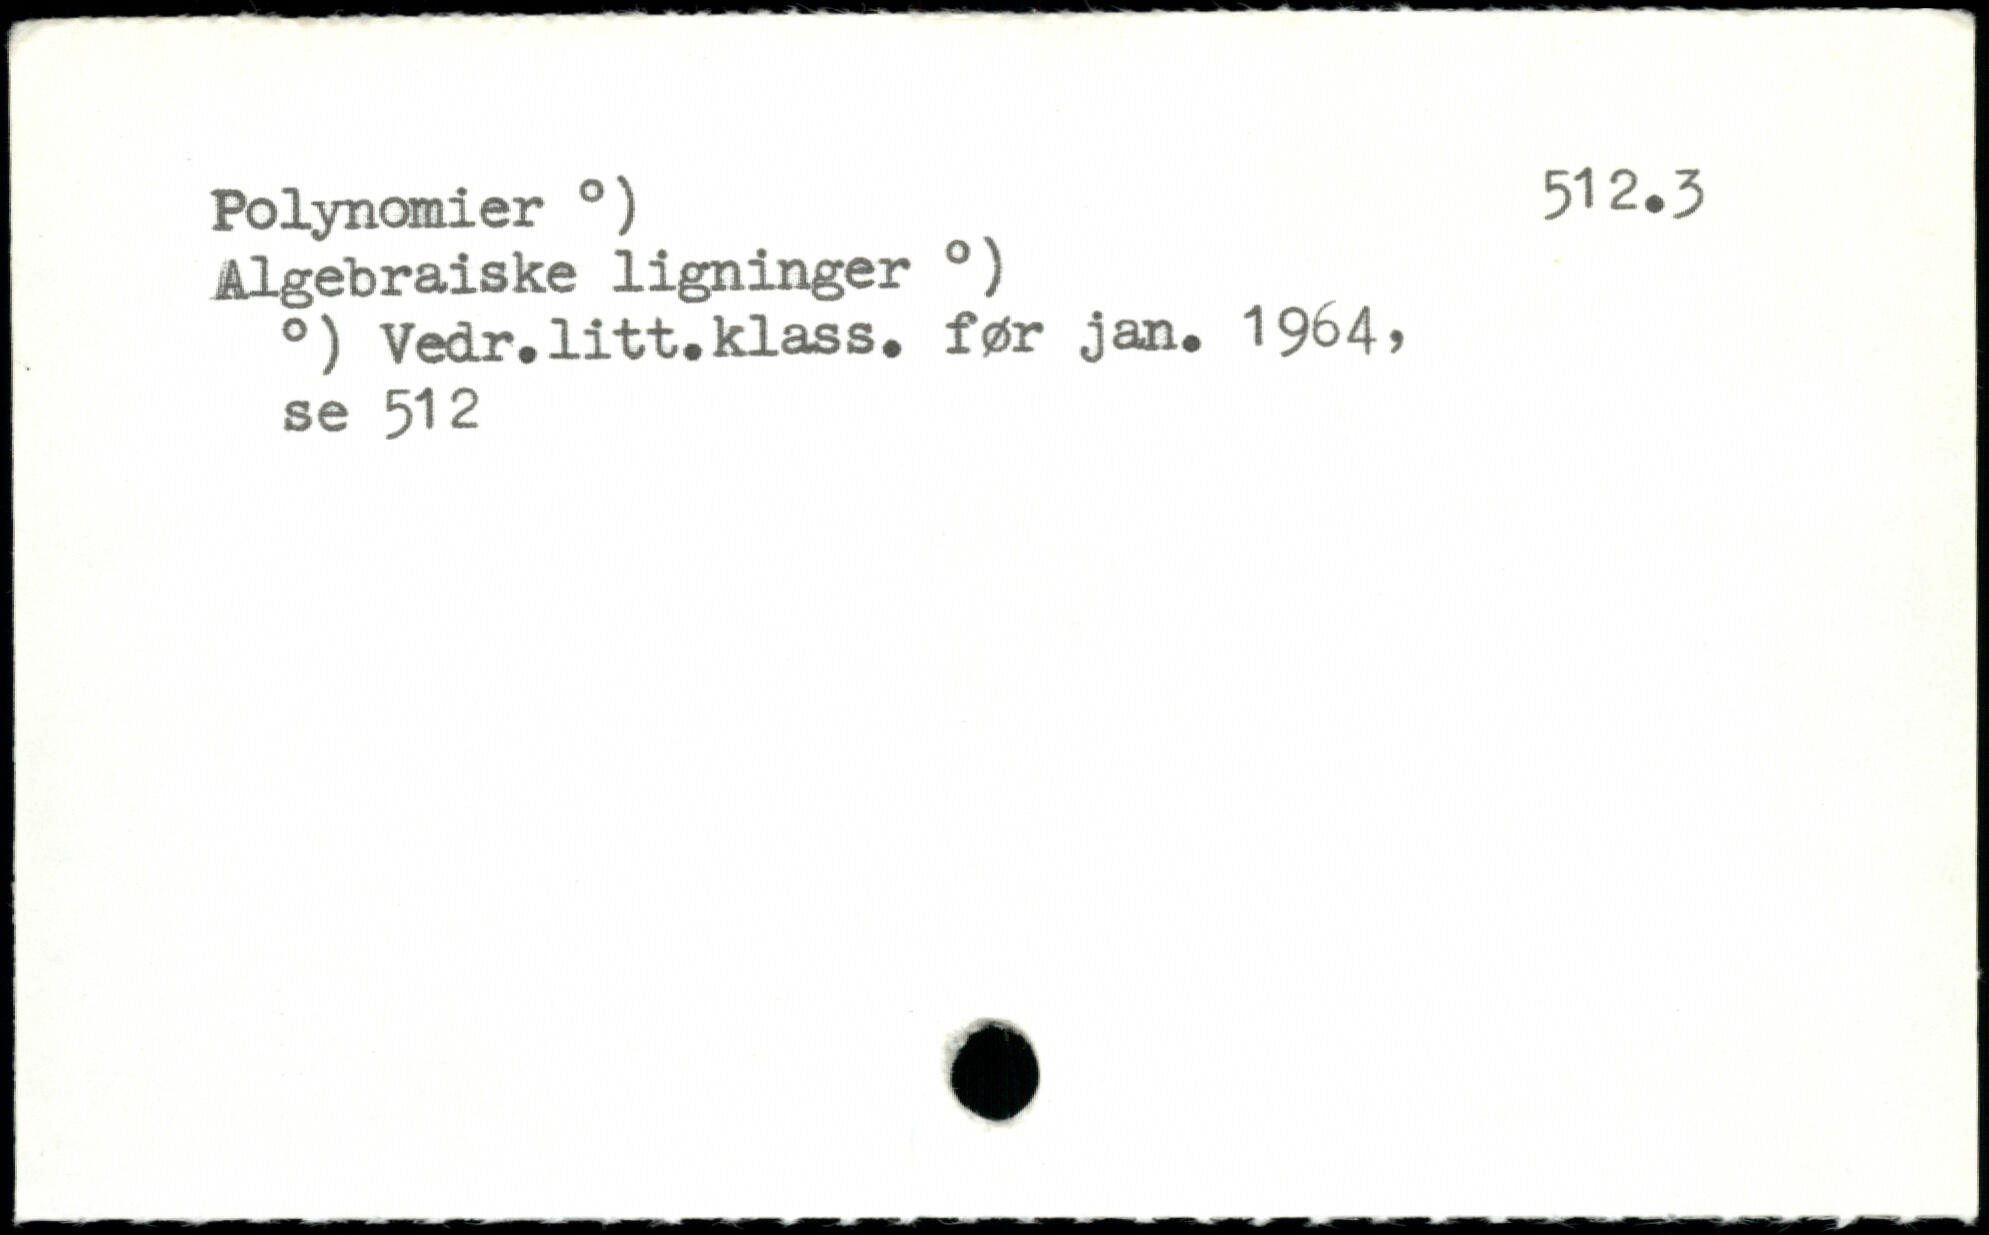 Polynomier °) 512.3
Algebraiske ligninger °)
°) Vedr.litt.klass. før jan. 1964,
se 512